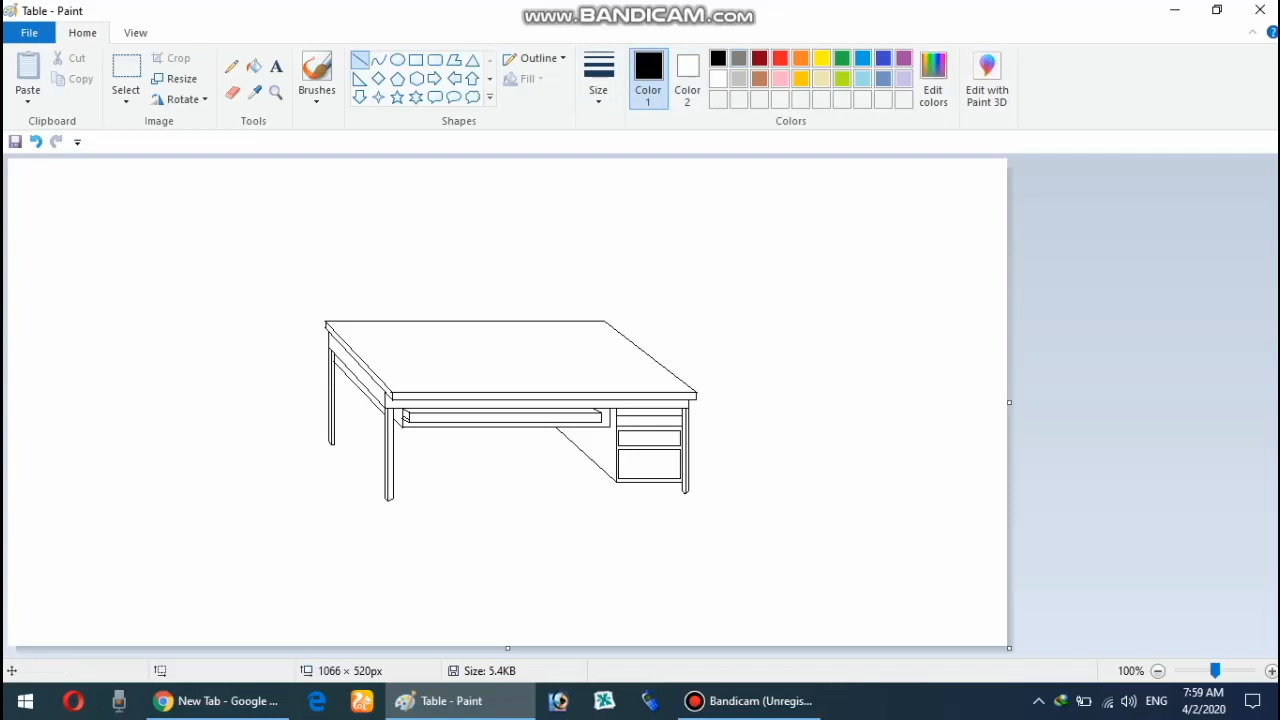 Table - Paint
www.BANDICAM.com
File
Home
View
Paste
Cut
Copy
Clipboard
Select
Crop
Resize
Rotate
Image
Tools
Brushes
Shapes
Outline
Fill
Size
Color 1
Color 2
Edit colors
Colors
Edit with Paint 3D
1066 × 520px
Size: 5.4KB
100%
New Tab - Google ...
Table - Paint
Bandicam (Unregis...
ENG
7:59 AM
4/2/2020